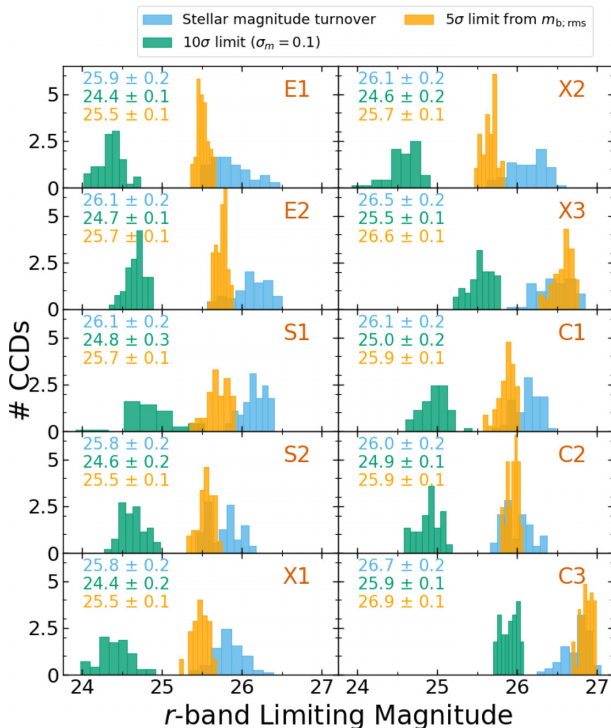 Stellar magnitude turnover
10σ limit (σm = 0.1)
5σ limit from mb;rms
25.9 ± 0.2
24.4 ± 0.1
25.5 ± 0.1
E1
26.1 ± 0.2
24.6 ± 0.2
25.7 ± 0.1
X2
5.0
2.5
0
26.1 ± 0.2
24.7 ± 0.1
25.7 ± 0.1
E2
26.5 ± 0.2
25.5 ± 0.1
26.6 ± 0.1
X3
5.0
2.5
0
26.1 ± 0.2
24.8 ± 0.3
25.7 ± 0.1
S1
26.1 ± 0.2
25.0 ± 0.2
25.9 ± 0.1
C1
5.0
2.5
0
25.8 ± 0.2
24.6 ± 0.2
25.5 ± 0.1
S2
26.0 ± 0.2
24.9 ± 0.1
25.9 ± 0.1
C2
5.0
2.5
0
25.8 ± 0.2
24.4 ± 0.2
25.5 ± 0.1
X1
26.7 ± 0.2
25.9 ± 0.1
26.9 ± 0.1
C3
5.0
2.5
0
# CCDs
24 25 26 27 24 25 26 27
r-band Limiting Magnitude